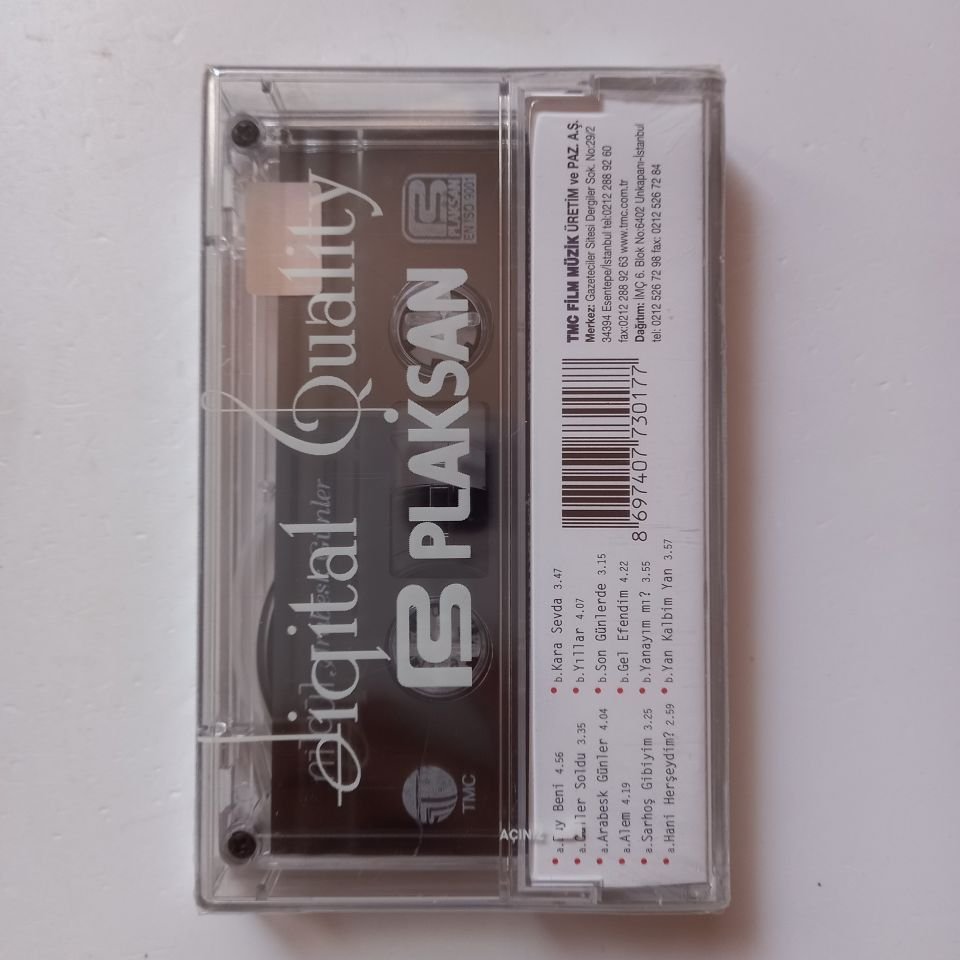 Digital Quality
PLAKSAN
PLAKSAN
EN ISO 9001
TMC
AÇIN
TMC FİLM MÜZİK ÜRETİM ve PAZ. A.Ş.
Merkez: Gazeteciler Sitesi Dergiler Sok. No:29/2
34394 Esentepe/İstanbul tel:0212 288 92 60
fax:0212 288 92 63 www.tmc.com.tr
Dağıtım: İMÇ 6. Blok No:6402 Unkapanı-İstanbul
tel: 0212 526 72 98 fax: 0212 526 72 84
8 697407 730177
a. Beni 4.56
a. Soldu 3.35
a.Arabesk Günler 4.04
a.Alem 4.19
a.Sarhoş Gibiyim 3.25
a.Hani Herşeydim? 2.59
b.Kara Sevda 3.47
b.Yıllar 4.07
b.Son Günlerde 3.15
b.Gel Efendim 4.22
b.Yanayım mı? 3.55
b.Yan Kalbim Yan 3.57